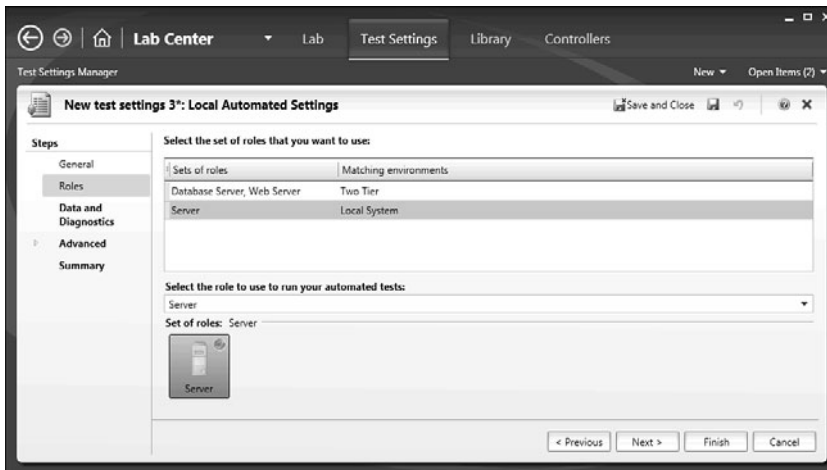 Lab Center Lab Test Settings Library Controllers
Test Settings Manager New Open Items (2)
New test settings 3*: Local Automated Settings Save and Close
Steps
General
Roles
Data and
Diagnostics
Advanced
Summary
Select the set of roles that you want to use:
Sets of roles Matching environments
Database Server, Web Server Two Tier
Server Local System
Select the role to use to run your automated tests:
Server
Set of roles: Server
Server
< Previous Next > Finish Cancel